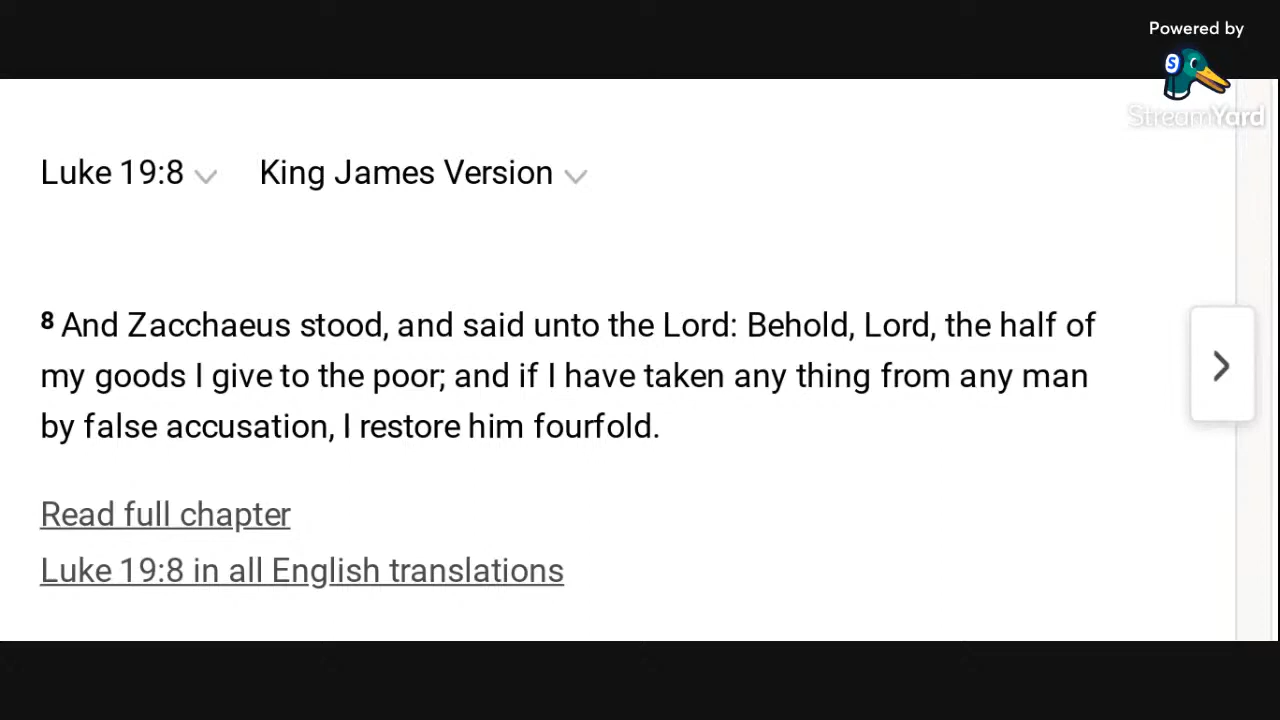 Powered by
S
StreamYard
Luke 19:8 King James Version
8 And Zacchaeus stood, and said unto the Lord: Behold, Lord, the half of
my goods I give to the poor; and if I have taken any thing from any man
by false accusation, I restore him fourfold.
Read full chapter
Luke 19:8 in all English translations